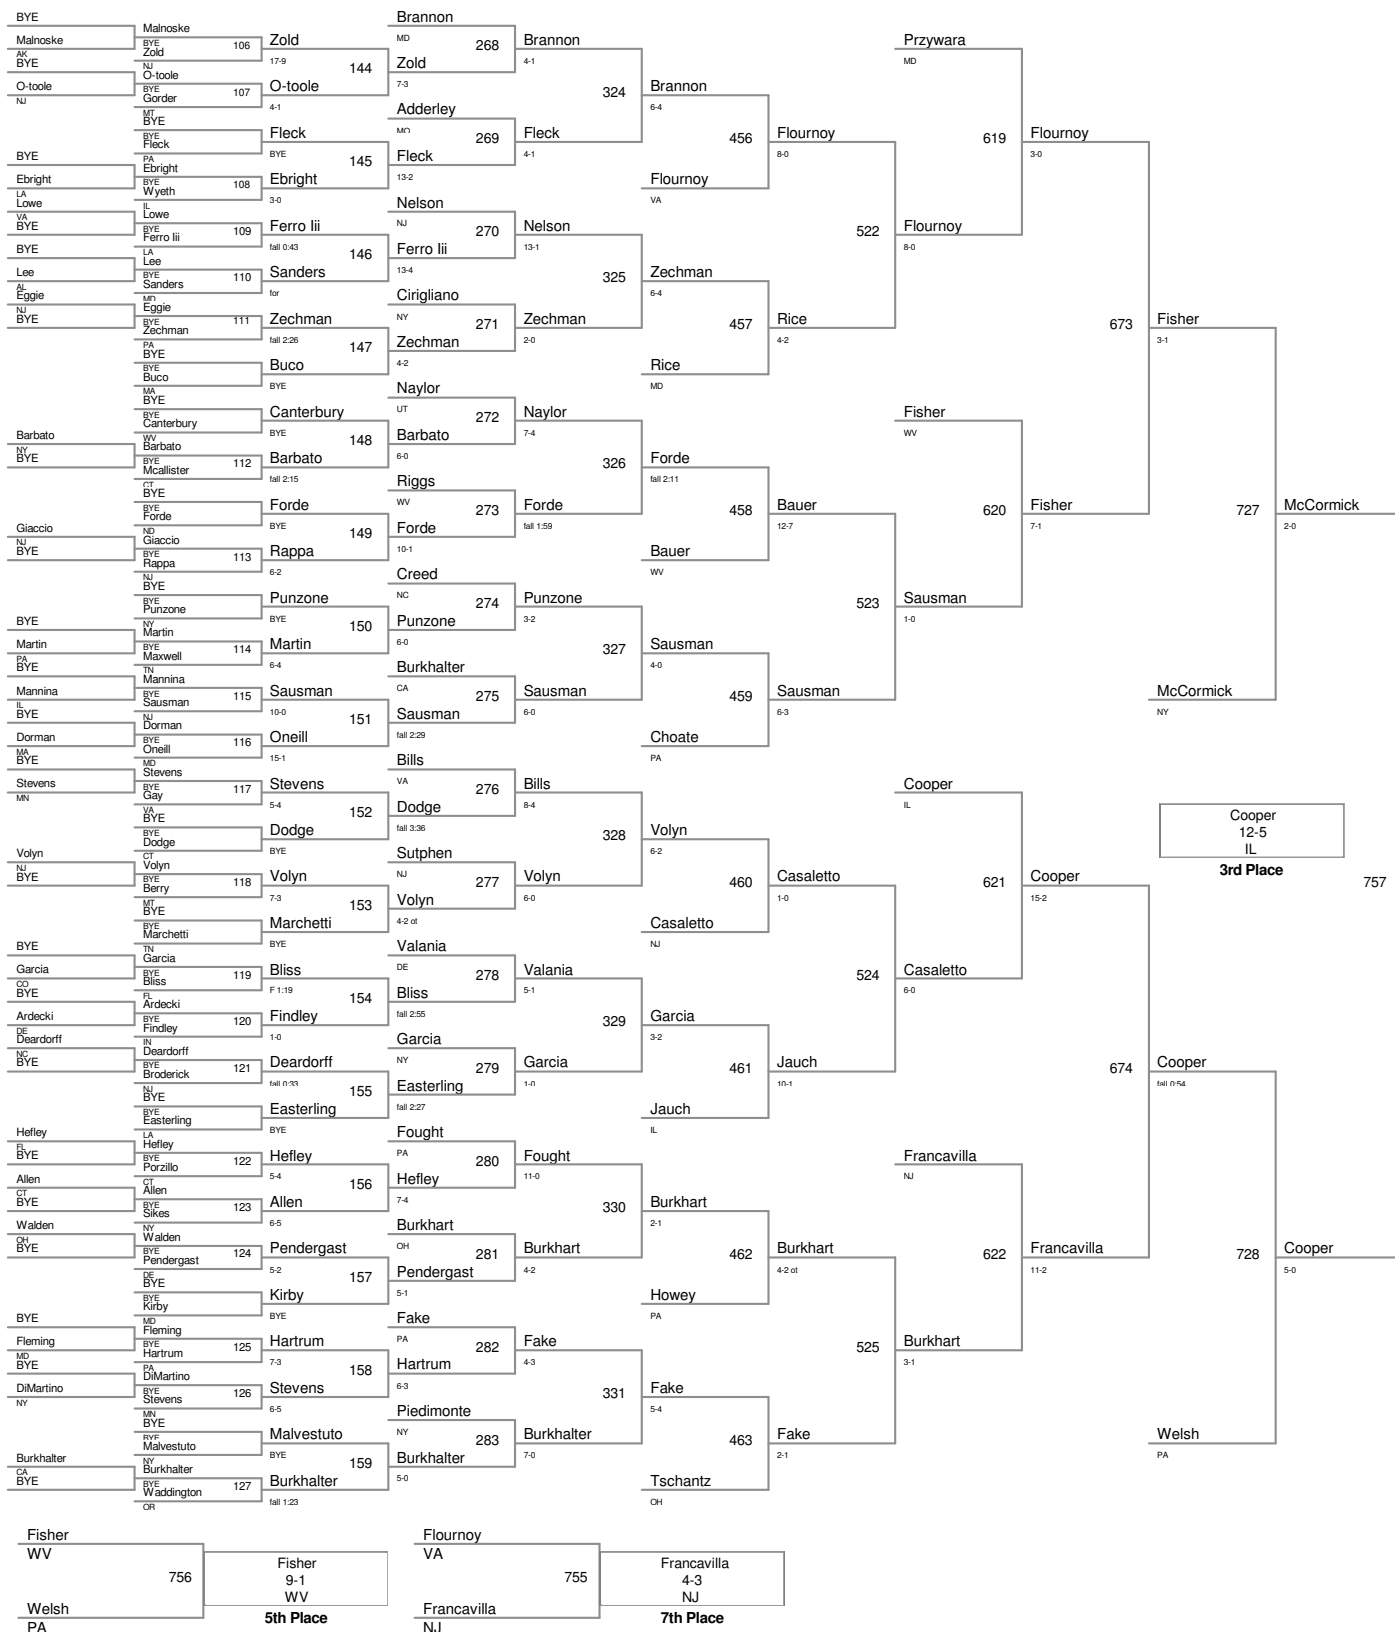 BYE
Malnoske
AK
BYE
O-toole
NJ
BYE
Ebright
LA
Lowe
VA
BYE
BYE
Lee
AL
Eggie
NJ
BYE
Barbato
NY
BYE
Giaccio
NJ
BYE
BYE
Martin
PA
BYE
Mannina
IL
BYE
Dorman
MA
BYE
Stevens
MN
Volyn
NJ
BYE
BYE
Garcia
CO
BYE
Ardecki
DE
Deardorff
NC
BYE
Hefley
FL
BYE
Allen
CT
BYE
Walden
OH
BYE
BYE
Fleming
MD
BYE
DiMartino
NY
Burkhalter
CA
BYE
Malnoske
BYE
106
Zold
NJ
O-toole
BYE
107
Gorder
MT
BYE
BYE
Fleck
PA
Ebright
BYE
108
Wyeth
IL
Lowe
BYE
109
Ferro Iii
LA
Lee
BYE
110
Sanders
MD
Eggie
BYE
111
Zechman
PA
BYE
BYE
Buco
MA
BYE
BYE
Canterbury
WV
Barbato
BYE
112
Mcallister
CT
BYE
BYE
Forde
ND
Giaccio
BYE
113
Rappa
NJ
BYE
BYE
Punzone
NY
Martin
BYE
114
Maxwell
TN
Mannina
BYE
115
Sausman
NJ
Dorman
BYE
116
Oneill
MD
Stevens
BYE
117
Gay
VA
BYE
BYE
Dodge
CT
Volyn
BYE
118
Berry
MT
BYE
BYE
Marchetti
TN
Garcia
BYE
119
Bliss
FL
Ardecki
BYE
120
Findley
IN
Deardorff
BYE
121
Broderick
NJ
BYE
BYE
Easterling
LA
Hefley
BYE
122
Porzillo
CT
Allen
BYE
123
Sikes
NY
Walden
BYE
124
Pendergast
DE
BYE
BYE
Kirby
MD
Fleming
BYE
125
Hartrum
PA
DiMartino
BYE
126
Stevens
MN
BYE
BYE
Malvestuto
NY
Burkhalter
BYE
127
Waddington
OR
Zold
17-9
144
O-toole
4-1
Fleck
BYE
145
Ebright
3-0
Ferro Iii
fall 0:43
146
Sanders
for
Zechman
fall 2:26
147
Buco
BYE
Canterbury
BYE
148
Barbato
fall 2:15
Forde
BYE
149
Rappa
6-2
Punzone
BYE
150
Martin
6-4
Sausman
10-0
151
Oneill
15-1
Stevens
5-4
152
Dodge
BYE
Volyn
7-3
153
Marchetti
BYE
Bliss
F 1:19
154
Findley
1-0
Deardorff
fall 0:33
155
Easterling
BYE
Hefley
5-4
156
Allen
6-5
Pendergast
5-2
157
Kirby
BYE
Hartrum
7-3
158
Stevens
6-5
Malvestuto
BYE
159
Burkhalter
fall 1:23
Brannon
MD
268
Zold
7-3
Adderley
MO
269
Fleck
13-2
Nelson
NJ
270
Ferro Iii
13-4
Cirigliano
NY
271
Zechman
4-2
Naylor
UT
272
Barbato
6-0
Riggs
WV
273
Forde
10-1
Creed
NC
274
Punzone
6-0
Burkhalter
CA
275
Sausman
fall 2:29
Bills
VA
276
Dodge
fall 3:36
Sutphen
NJ
277
Volyn
4-2 ot
Valania
DE
278
Bliss
fall 2:55
Garcia
NY
279
Easterling
fall 2:27
Fought
PA
280
Hefley
7-4
Burkhart
OH
281
Pendergast
5-1
Fake
PA
282
Hartrum
6-3
Piedimonte
NY
283
Burkhalter
5-0
Brannon
4-1
324
Fleck
4-1
Nelson
13-1
325
Zechman
2-0
Naylor
7-4
326
Forde
fall 1:59
Punzone
3-2
327
Sausman
6-0
Bills
8-4
328
Volyn
6-0
Valania
5-1
329
Garcia
1-0
Fought
11-0
330
Burkhart
4-2
Fake
4-3
331
Burkhalter
7-0
Brannon
6-4
456
Flournoy
VA
Zechman
6-4
457
Rice
MD
Forde
fall 2:11
458
Bauer
WV
Sausman
4-0
459
Choate
PA
Volyn
6-2
460
Casaletto
NJ
Garcia
3-2
461
Jauch
IL
Burkhart
2-1
462
Howey
PA
Fake
5-4
463
Tschantz
OH
Flournoy
8-0
522
Rice
4-2
Bauer
12-7
523
Sausman
6-3
Casaletto
1-0
524
Jauch
10-1
Burkhart
4-2 ot
525
Fake
2-1
Przywara
MD
619
Flournoy
8-0
Fisher
WV
620
Sausman
1-0
Cooper
IL
621
Casaletto
6-0
Francavilla
NJ
622
Burkhart
3-1
Flournoy
3-0
673
Fisher
7-1
Cooper
15-2
674
Francavilla
11-2
Fisher
3-1
727
McCormick
NY
Cooper
fall 0:54
728
Welsh
PA
McCormick
2-0
757
Cooper
5-0
Cooper
12-5
IL
3rd Place
Fisher
WV
756
Welsh
PA
Fisher
9-1
WV
5th Place
Flournoy
VA
755
Francavilla
NJ
Francavilla
4-3
NJ
7th Place